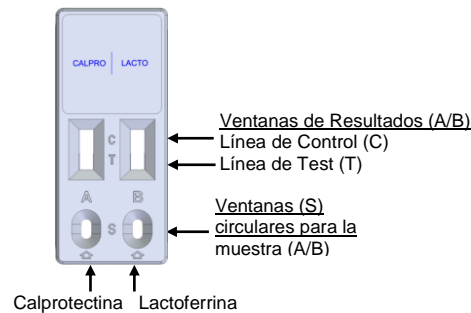 CALPRO LACTO
Ventanas de Resultados (A/B)
C Línea de Control (C)
T Línea de Test (T)
A B
Ventanas (S)
S circulares para la
muestra (A/B)
Calprotectina Lactoferrina